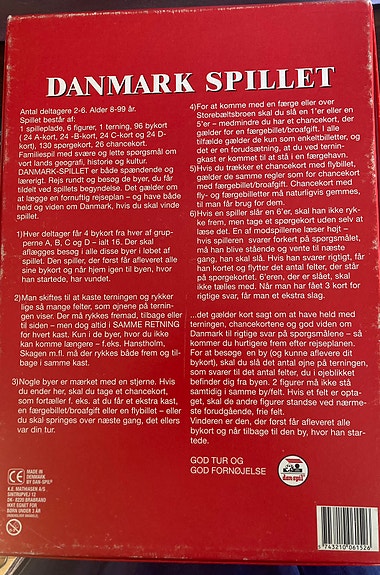 DANMARK SPILLET
Antal deltagere 2-6. Alder 8-99 år.
Spillet består af:
1 spilleplade, 6 figurer, 1 terning, 96 bykort
( 24 A-kort, 24 -B-kort, 24 C-kort og 24 D-
kort), 130 spørgekort, 26 chancekort.
Familiespil med svære og lette spørgsmål om
vort lands geografi, historie og kultur.
DANMARK-SPILLET er både spændende og
lærerigt. Rejs rundt og besøg de byer, du får
tildelt ved spillets begyndelse. Det gælder om
at lægge en fornuftig rejseplan – og have både
held og viden om Danmark, hvis du skal vinde
spillet.
1)Hver deltager får 4 bykort fra hver af grup-
perne A, B, C og D – ialt 16. Der skal
aflægges besøg i alle disse byer i løbet af
spillet. Den spiller, der først får afleveret alle
sine bykort og når hjem igen til byen, hvor
han startede, har vundet.
2)Man skiftes til at kaste terningen og rykker
lige så mange felter, som øjnene på ternin-
gen viser. Der må rykkes fremad, tilbage eller
til siden – men dog altid i SAMME RETNING
for hvert kast. Kun i de byer, hvor du ikke
kan komme længere – f.eks. Hanstholm,
Skagen m.fl. må der rykkes både frem og til-
bage i samme kast.
3)Nogle byer er mærket med en stjerne. Hvis
du ender her, skal du tage et chancekort,
som fortæller f. eks. at du får et ekstra kast,
en færgebillet/broafgift eller en flybillet – eller
du skal springes over næste gang, det ellers
var din tur.
4)For at komme med en færge eller over
Storebæltsbroen skal du slå en 1'er eller en
5'er – medmindre du har et chancekort, der
gælder for en færgebillet/broafgift. I alle
tilfælde gælder de kun som enkeltbilletter, og
det er en forudsætning, at du ved ternin-
gkast er kommet til at stå i en færgehavn.
5)Hvis du trækker et chancekort med flybillet,
gælder de samme regler som for chancekort
med færgebillet/broafgift. Chancekort med
fly- og færgebilletter må naturligvis gemmes,
til man får brug for dem.
6)Hvis en spiller slår en 6'er, skal han ikke ryk-
ke frem, men tage et spørgekort uden selv at
læse det. En af modspillerne læser højt –
hvis spilleren svarer forkert på spørgsmålet,
må han blive stående og vente til næste
gang, han skal slå. Hvis han svarer rigtigt, får
han kortet og flytter det antal felter, der står
på spørgekortet. 6'eren, der er slået, skal
ikke tælles med. Når man har fået 3 kort for
rigtige svar, får man et ekstra slag.
...det gælder kort sagt om at have held med
terningen, chancekortene og god viden om
Danmark til rigtige svar på spørgsmålene – så
kommer du hurtigere frem efter rejseplanen.
For at besøge en by (og kunne aflevere dit
bykort), skal du slå det antal øjne på terningen,
som svarer til det antal felter, du i øjeblikket
befinder dig fra byen. 2 figurer må ikke stå
samtidig i samme by/felt. Hvis et felt er opta-
get, skal de andre figurer standse ved nærme-
ste forudgående, frie felt.
Vinderen er den, der først får afleveret alle
bykort og når tilbage til den by, hvor han star-
tede.
GOD TUR OG
GOD FORNØJELSE
dan spil
CE
0-3
MADE IN
DENMARK
BY DAN-SPIL
A.E. MATHIASEN A/S
SINTRUPVEJ 12
DK - 8220 BRABRAND
IKKE EGNET FOR
BØRN UNDER 3 ÅR
5 743210 061526